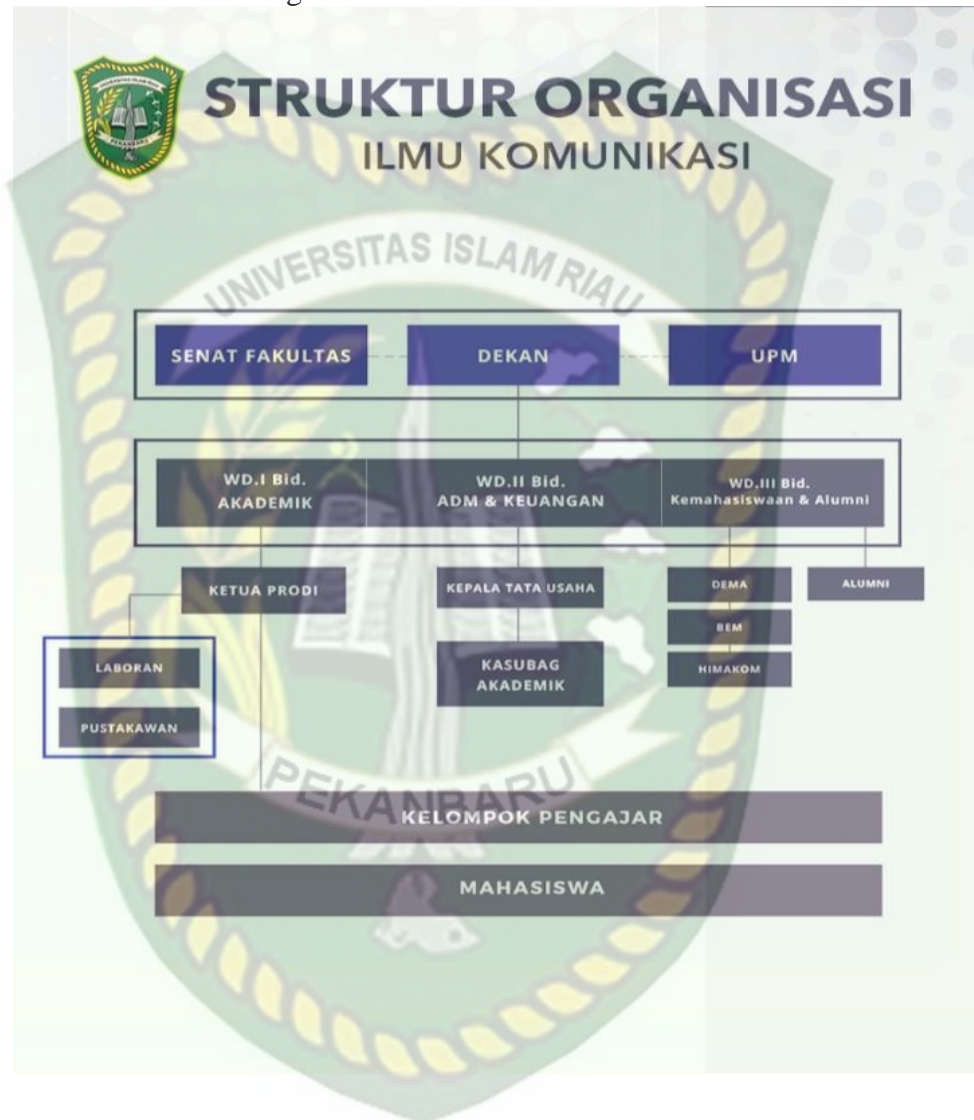 STRUKTUR ORGANISASI
ILMU KOMUNIKASI
UNIVERSITAS ISLAM RIAU
SENAT FAKULTAS
DEKAN
UPM
WD.I Bid.
AKADEMIK
WD.II Bid.
ADM & KEUANGAN
WD.III Bid.
Kemahasiswaan & Alumni
KETUA PRODI
KEPALA TATA USAHA
DEMA
ALUMNI
BEM
LABORAN
KASUBAG
AKADEMIK
HIMAKOM
PUSTAKAWAN
PEKANBARU
KELOMPOK PENGAJAR
MAHASISWA